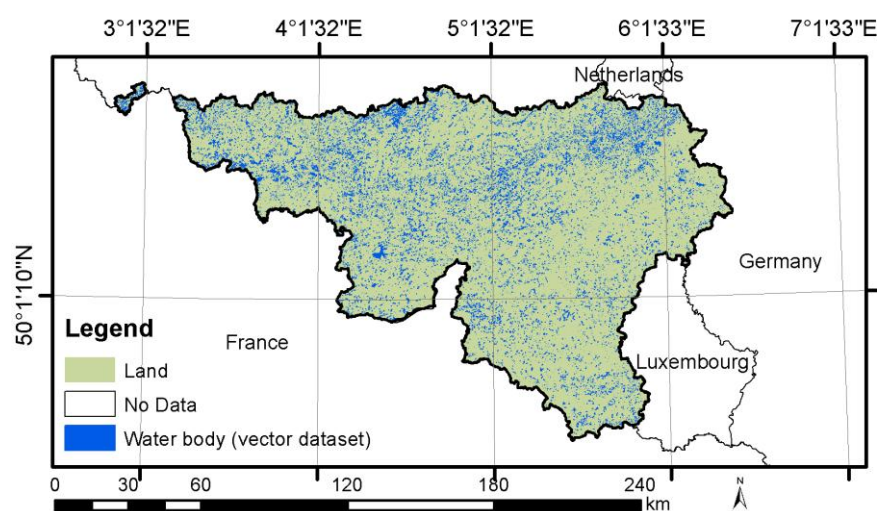 3°1'32"E 4°1'32"E 5°1'32"E 6°1'33"E 7°1'33"E
Netherlands
Germany
50°1'10"N
France
Luxembourg
Legend
Land
No Data
Water body (vector dataset)
0 30 60 120 180 240
km
N